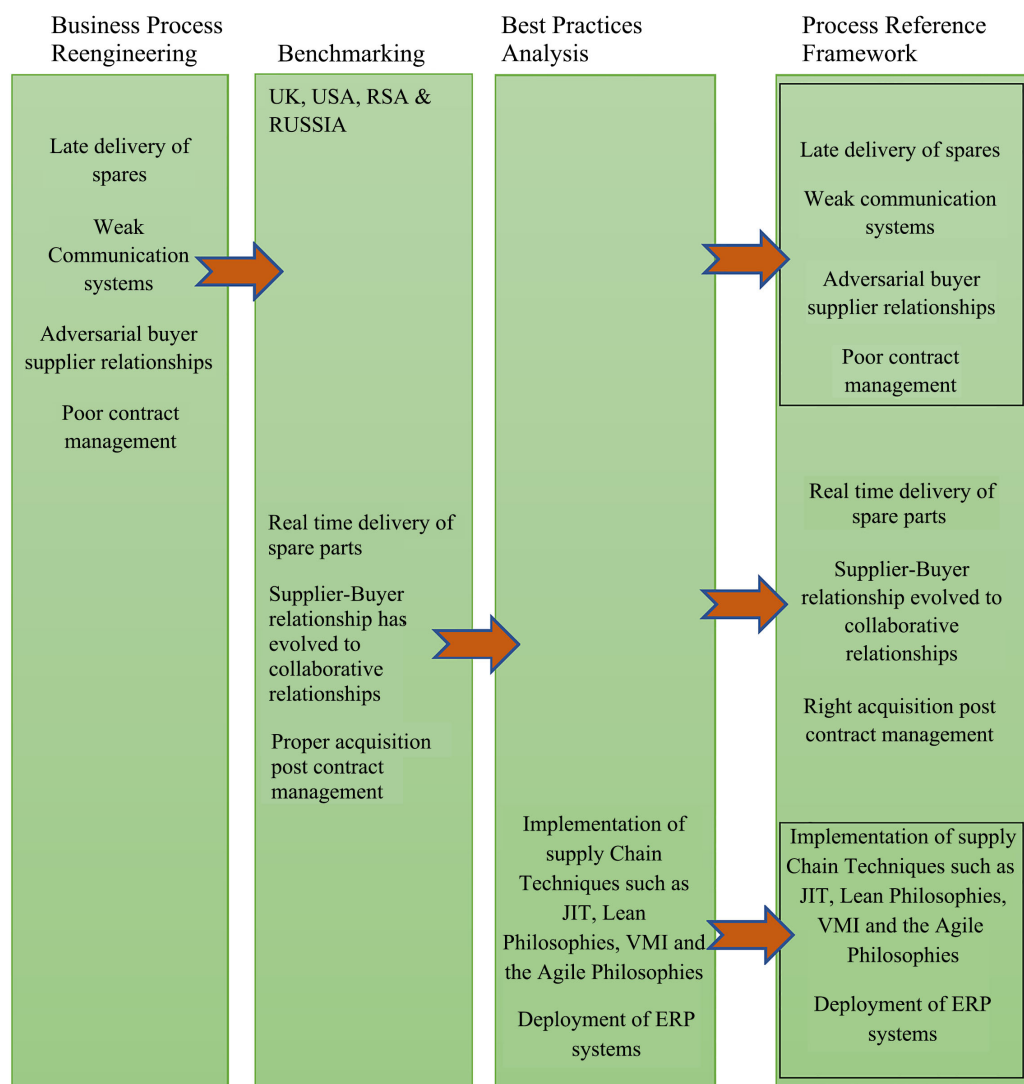 Business Process
Reengineering
Late delivery of
spares
Weak
Communication
systems
Adversarial buyer
supplier relationships
Poor contract
management
Benchmarking
UK, USA, RSA &
RUSSIA
Real time delivery of
spare parts
Supplier-Buyer
relationship has
evolved to
collaborative
relationships
Proper acquisition
post contract
management
Best Practices
Analysis
Implementation of
supply Chain
Techniques such as
JIT, Lean
Philosophies, VMI and
the Agile Philosophies
Deployment of ERP
systems
Process Reference
Framework
Late delivery of spares
Weak communication
systems
Adversarial buyer
supplier relationships
Poor contract
management
Real time delivery of
spare parts
Supplier-Buyer
relationship evolved to
collaborative
relationships
Right acquisition post
contract management
Implementation of supply
Chain Techniques such as
JIT, Lean Philosophies,
VMI and the Agile
Philosophies
Deployment of ERP
systems